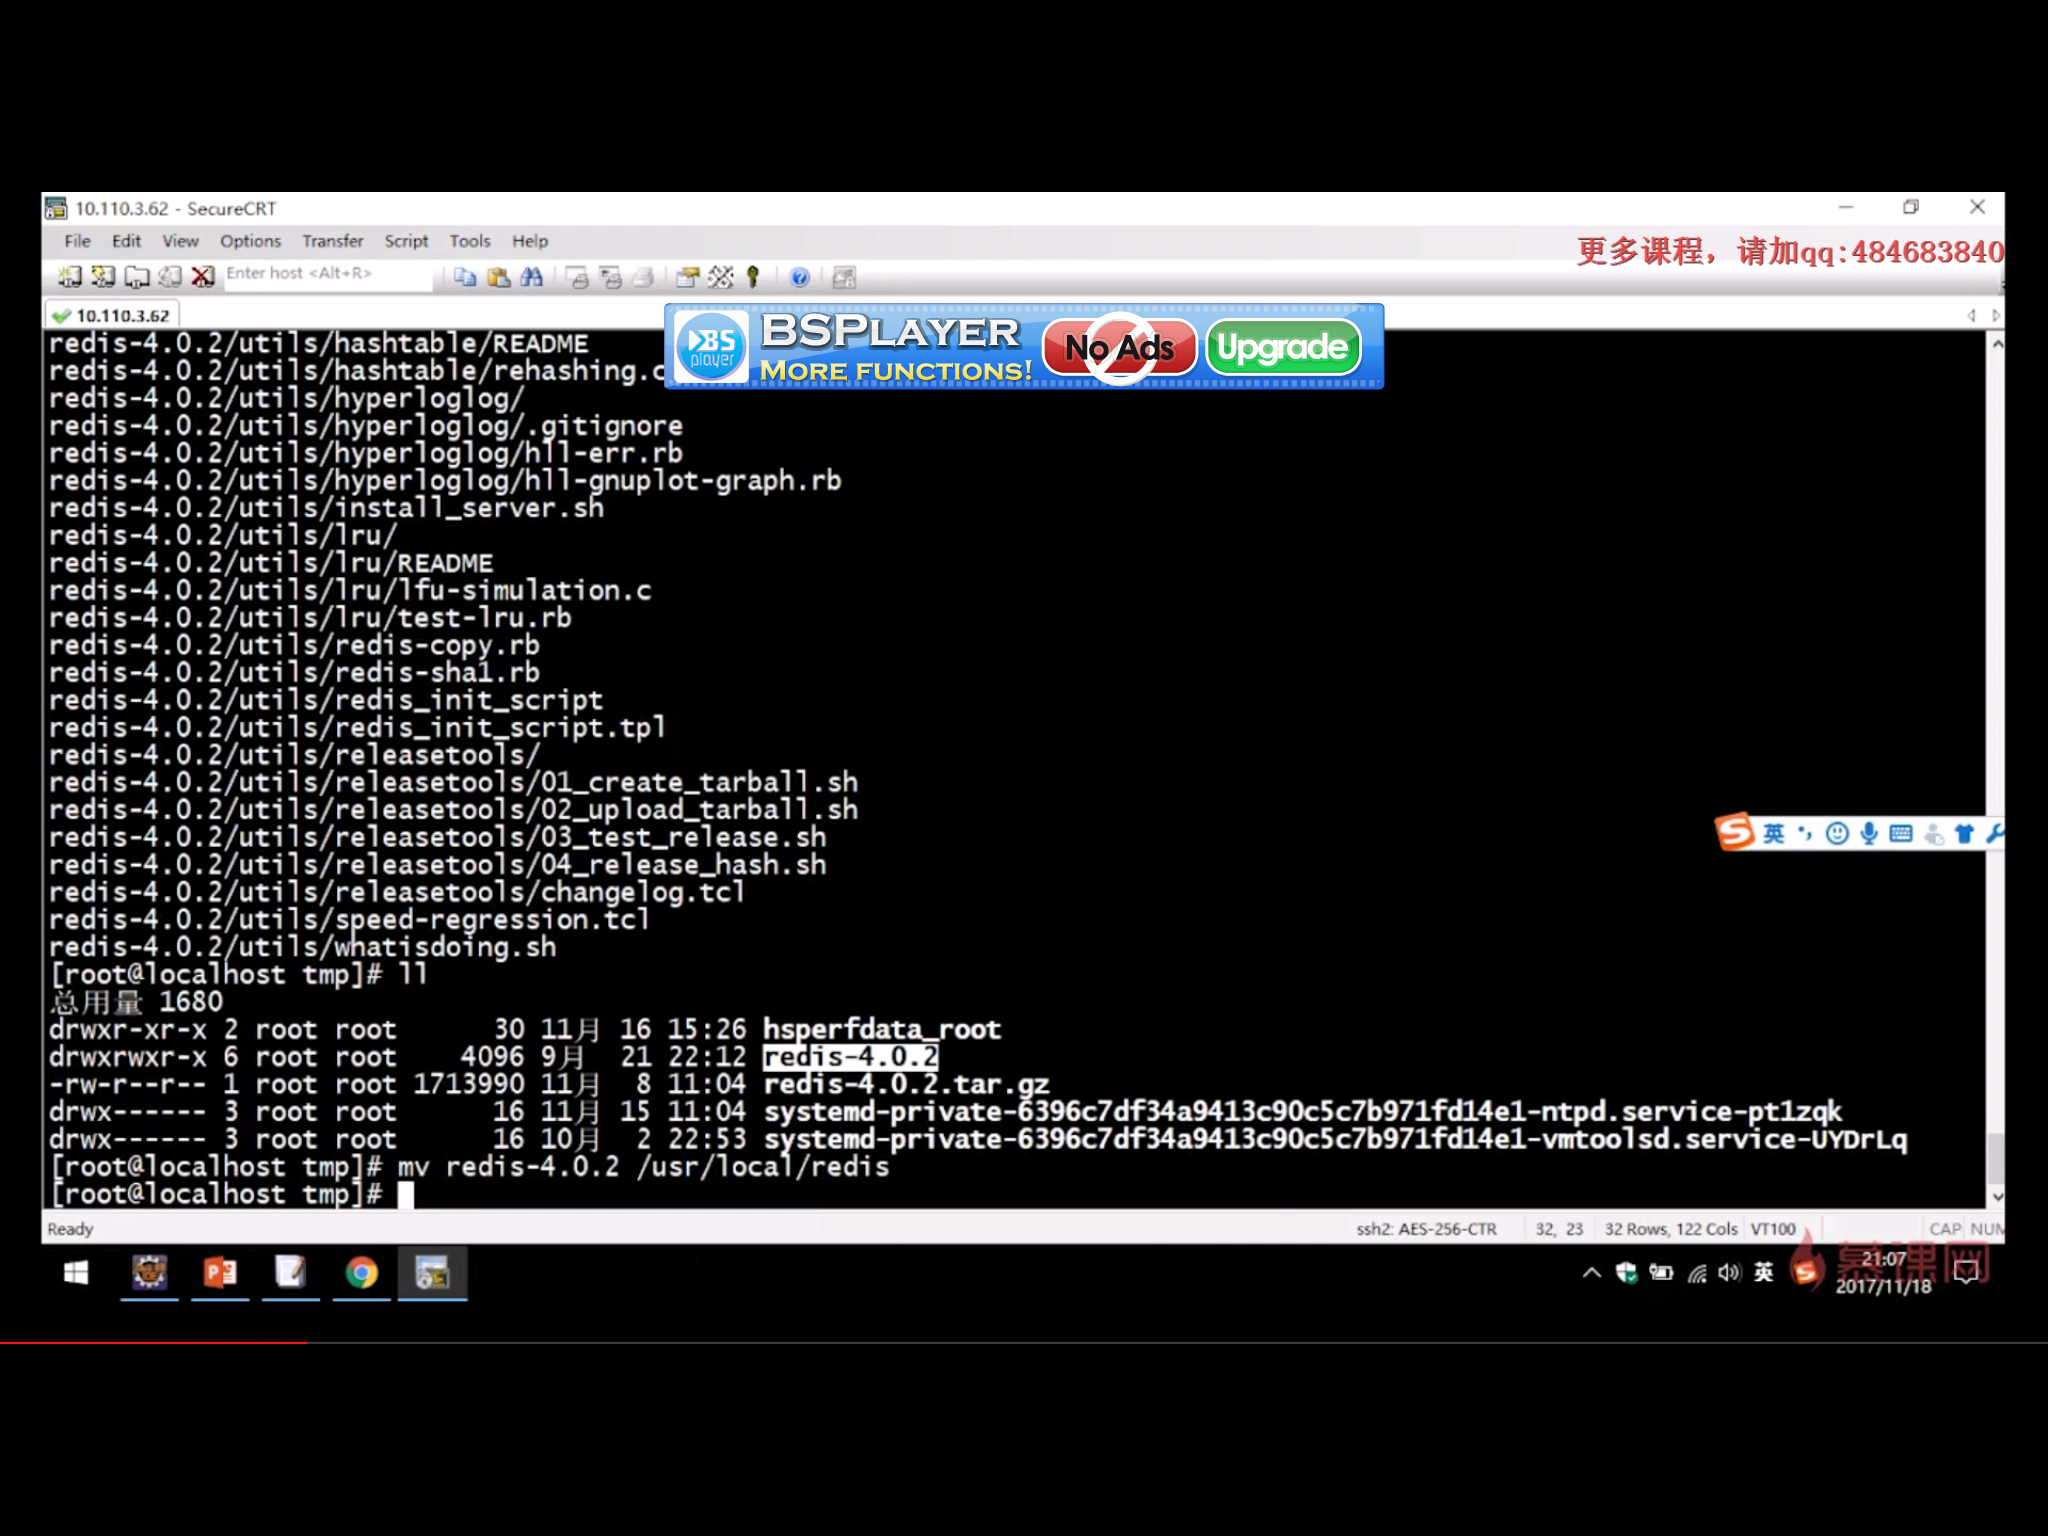 10.110.3.62 - SecureCRT
File Edit View Options Transfer Script Tools Help
更多课程，请加qq:484683840
Enter host <Alt+R>
10.110.3.62
BS player
BSPLAYER
MORE FUNCTIONS!
No Ads
Upgrade
redis-4.0.2/utils/hashtable/README
redis-4.0.2/utils/hashtable/rehashing.c
redis-4.0.2/utils/hyperloglog/
redis-4.0.2/utils/hyperloglog/.gitignore
redis-4.0.2/utils/hyperloglog/hll-err.rb
redis-4.0.2/utils/hyperloglog/hll-gnuplot-graph.rb
redis-4.0.2/utils/install_server.sh
redis-4.0.2/utils/lru/
redis-4.0.2/utils/lru/README
redis-4.0.2/utils/lru/lfu-simulation.c
redis-4.0.2/utils/lru/test-lru.rb
redis-4.0.2/utils/redis-copy.rb
redis-4.0.2/utils/redis-sha1.rb
redis-4.0.2/utils/redis_init_script
redis-4.0.2/utils/redis_init_script.tpl
redis-4.0.2/utils/releasetools/
redis-4.0.2/utils/releasetools/01_create_tarball.sh
redis-4.0.2/utils/releasetools/02_upload_tarball.sh
redis-4.0.2/utils/releasetools/03_test_release.sh
redis-4.0.2/utils/releasetools/04_release_hash.sh
redis-4.0.2/utils/releasetools/changelog.tcl
redis-4.0.2/utils/speed-regression.tcl
redis-4.0.2/utils/whatisdoing.sh
[root@localhost tmp]# ll
总用量 1680
drwxr-xr-x 2 root root 30 11月 16 15:26 hsperfdata_root
drwxrwxr-x 6 root root 4096 9月 21 22:12 redis-4.0.2
-rw-r--r-- 1 root root 1713990 11月 8 11:04 redis-4.0.2.tar.gz
drwx------ 3 root root 16 11月 15 11:04 systemd-private-6396c7df34a9413c90c5c7b971fd14e1-ntpd.service-pt1zqk
drwx------ 3 root root 16 10月 2 22:53 systemd-private-6396c7df34a9413c90c5c7b971fd14e1-vmtoolsd.service-UYDrLq
[root@localhost tmp]# mv redis-4.0.2 /usr/local/redis
[root@localhost tmp]#
英
Ready
ssh2: AES-256-CTR 32, 23 32 Rows, 122 Cols VT100 CAP NUM
英
慕课网
21:07
2017/11/18